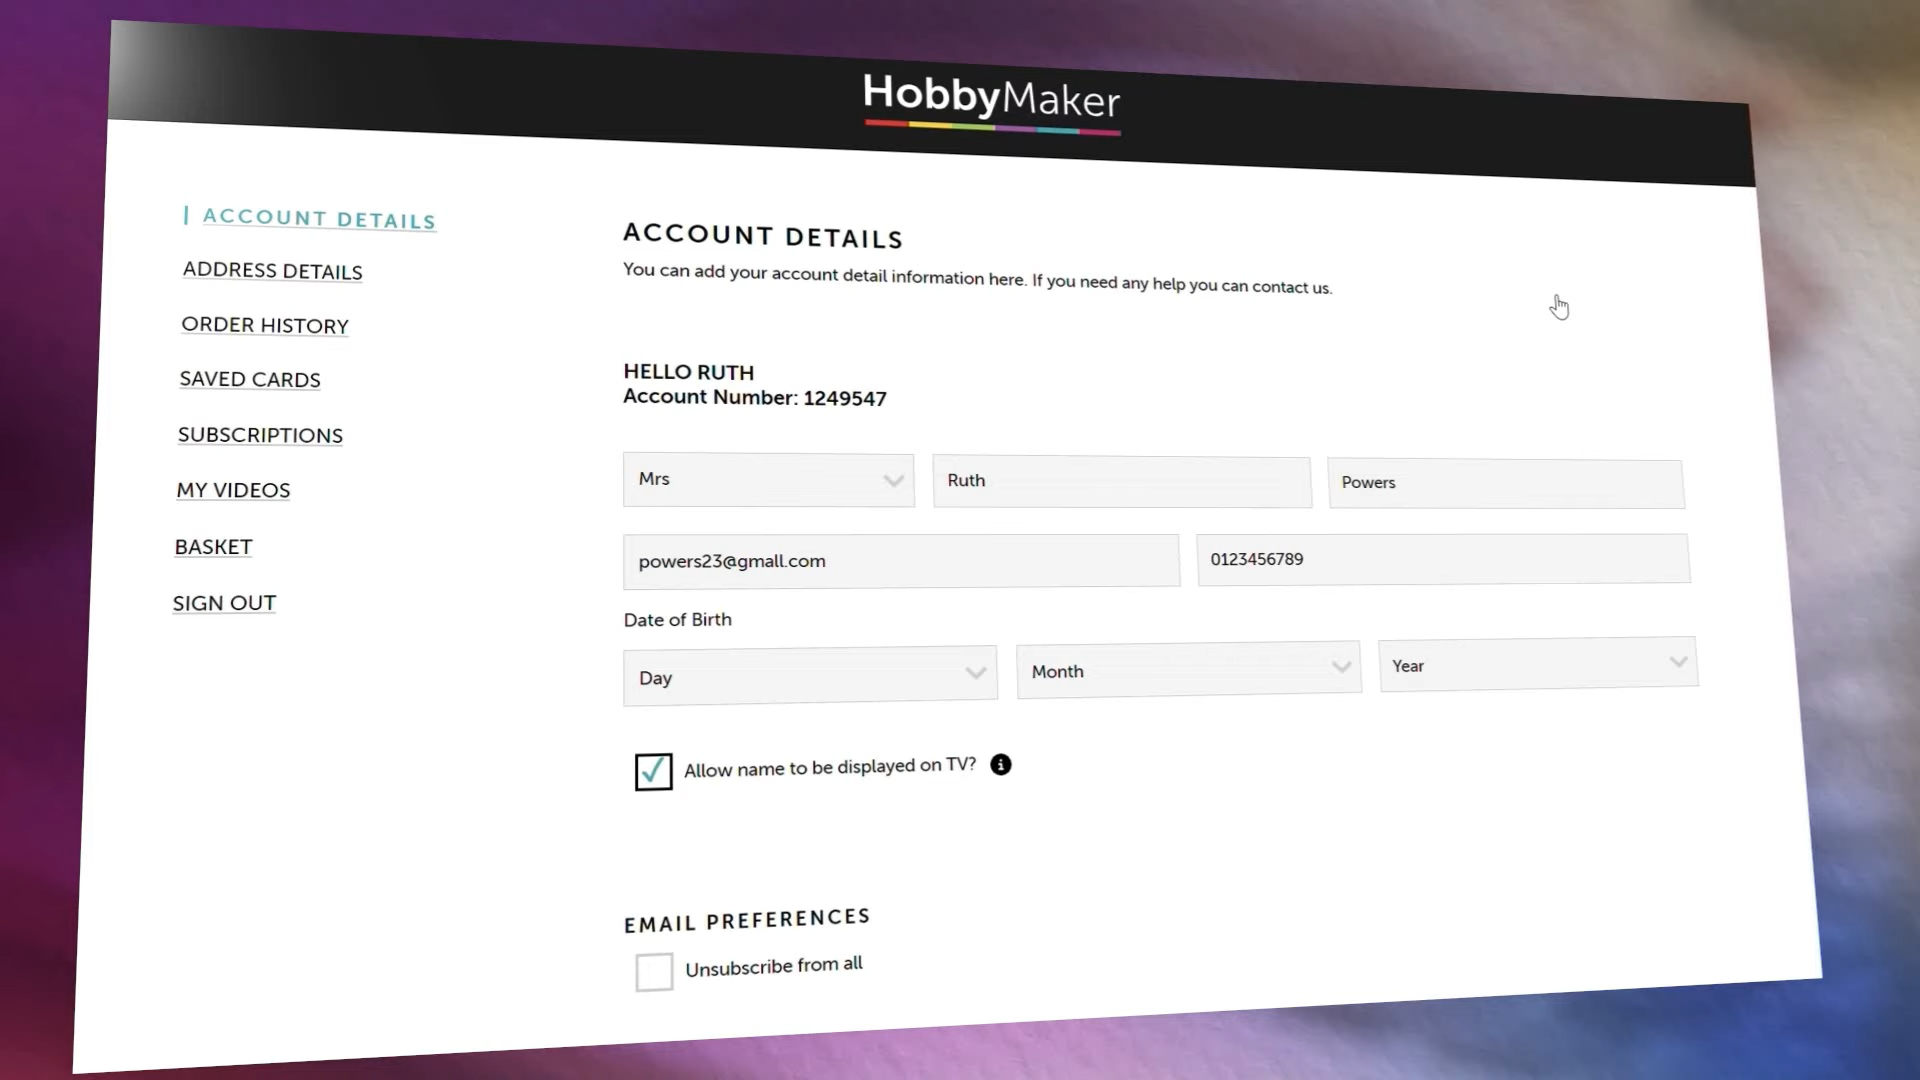 HobbyMaker
ACCOUNT DETAILS
ADDRESS DETAILS
ORDER HISTORY
SAVED CARDS
SUBSCRIPTIONS
MY VIDEOS
BASKET
SIGN OUT
ACCOUNT DETAILS
You can add your account detail information here. If you need any help you can contact us.
HELLO RUTH
Account Number: 1249547
Mrs Ruth Powers
powers23@gmall.com 0123456789
Date of Birth
Day Month Year
Allow name to be displayed on TV?
EMAIL PREFERENCES
Unsubscribe from all